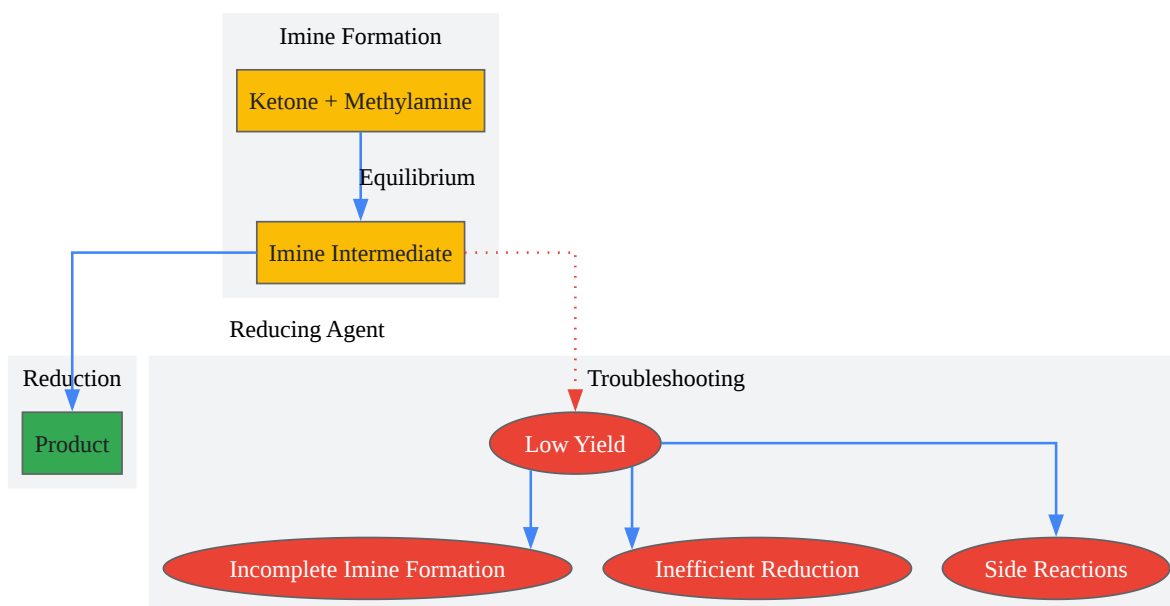 Imine Formation
Ketone + Methylamine
Equilibrium
Imine Intermediate
Reducing Agent
Reduction
Troubleshooting
Product
Low Yield
Incomplete Imine Formation
Inefficient Reduction
Side Reactions